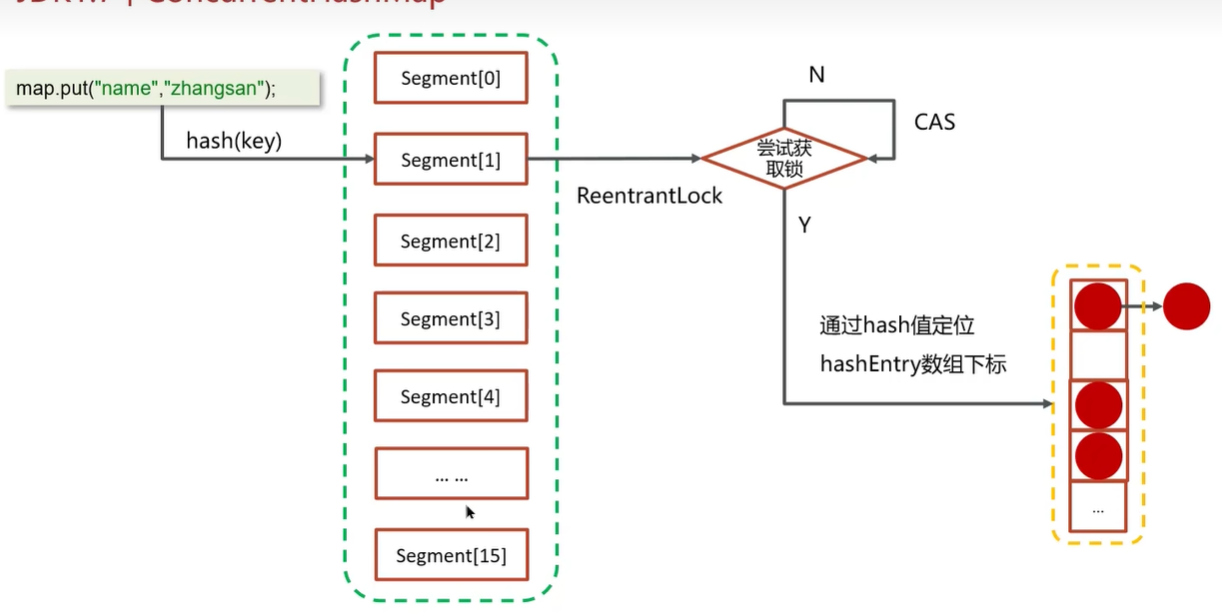 map.put("name","zhangsan");
hash(key)
Segment[0]
Segment[1]
Segment[2]
Segment[3]
Segment[4]
... ...
Segment[15]
ReentrantLock
尝试获
取锁
N
CAS
Y
通过hash值定位
hashEntry数组下标
...